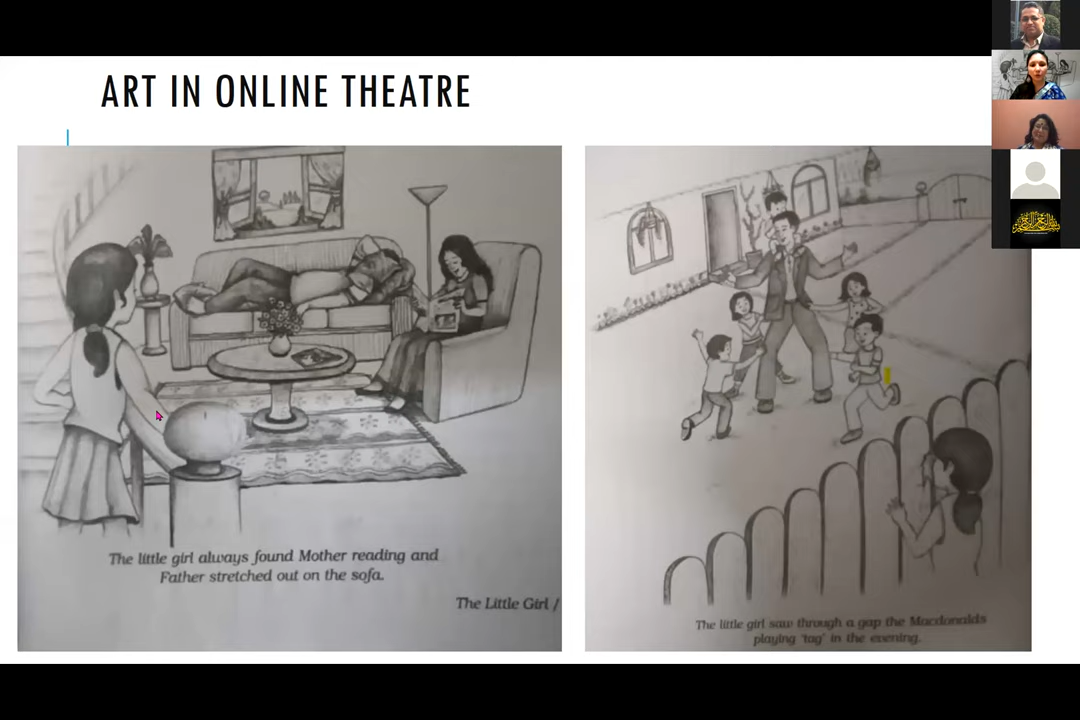 ART IN ONLINE THEATRE
The little girl always found Mother reading and
Father stretched out on the sofa.
The Little Girl /
The little girl saw through a gap the Macdonalds
playing 'tag' in the evening.